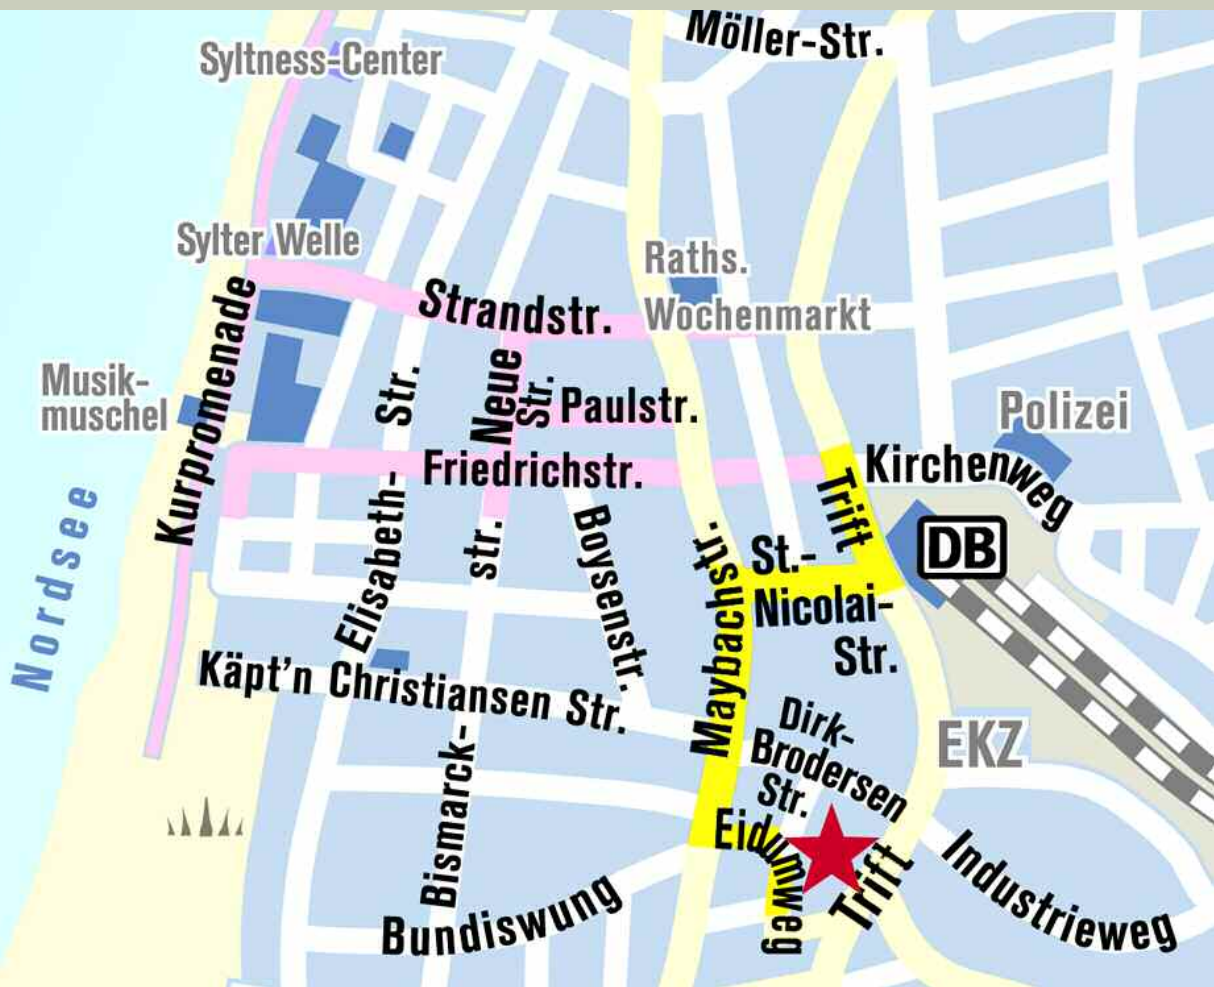 Möller-Str.
Syltness-Center
Sylter Welle
Raths.
Wochenmarkt
Strandstr.
Kurpromenade
Musik-
muschel
Neue
Str.
Paulstr.
Elisabeth-
Str.
Friedrichstr.
Polizei
Kirchenweg
Trift
DB
Nordsee
Boysenstr.
Maybachstr.
St.-
Nicolai-
Str.
Käpt'n Christiansen Str.
Bismarck-
str.
Dirk-
Brodersen
Str.
EKZ
Eidumweg
Trift
Industrieweg
Bundiswung